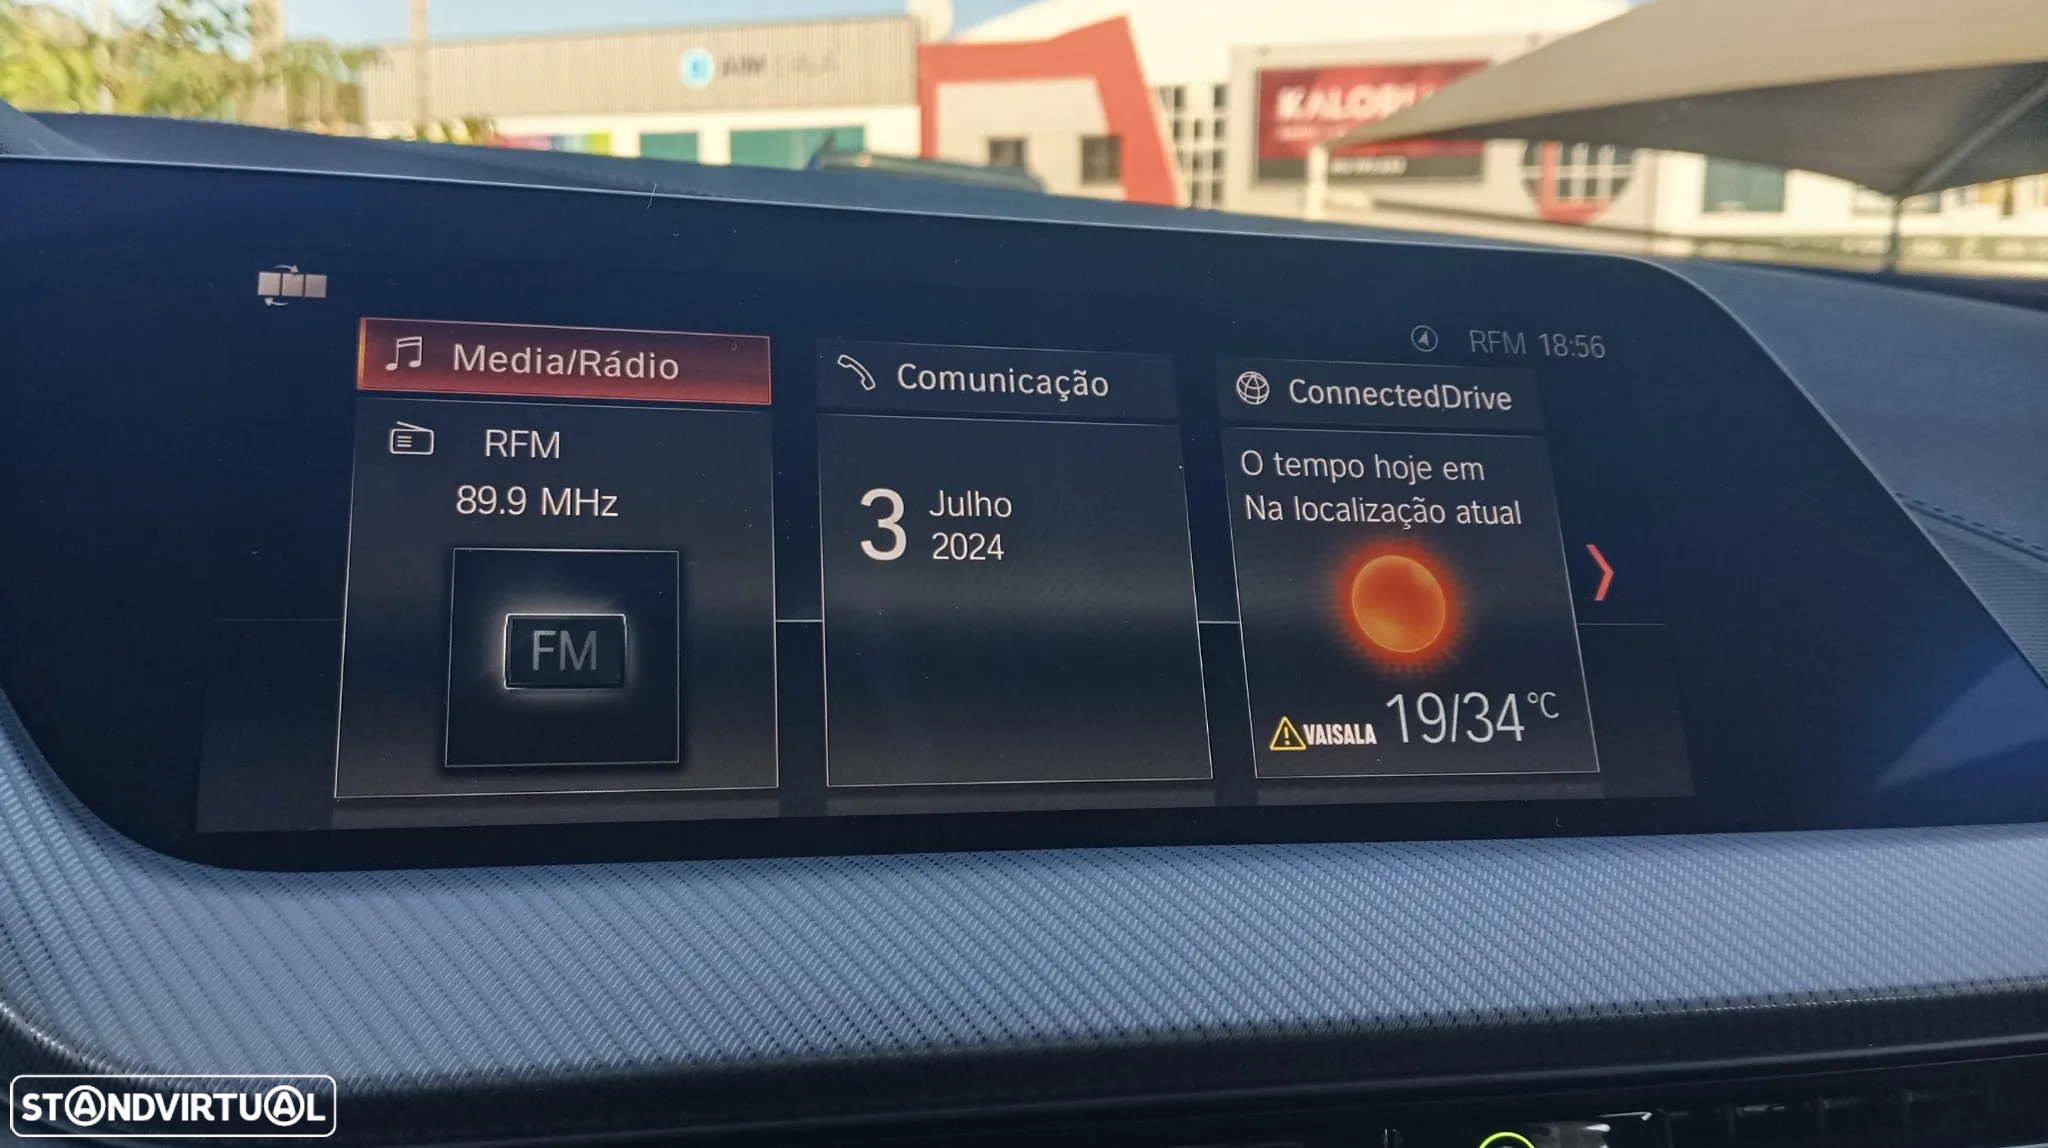 RFM 18:56
Media/Rádio
RFM
89.9 MHz
FM
Comunicação
3 Julho
2024
ConnectedDrive
O tempo hoje em
Na localização atual
VAISALA 19/34°C
STANDVIRTUAL